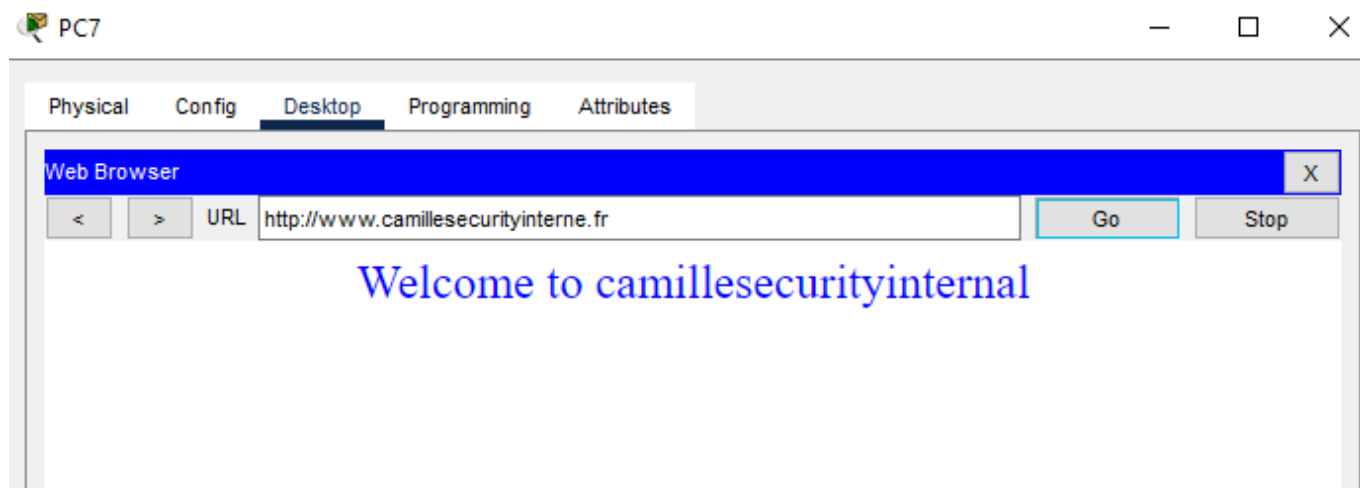 PC7
Physical Config Desktop Programming Attributes
Web Browser X
< > URL http://www.camillesecurityinterne.fr Go Stop
Welcome to camillesecurityinternal